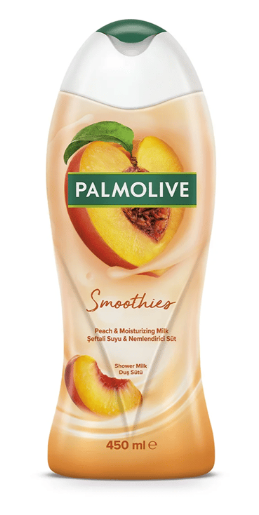 PALMOLIVE
Smoothies
Peach & Moisturizing Milk
Şeftali Suyu & Nemlendirici Süt
Shower Milk
Duş Sütü
450 ml ℮